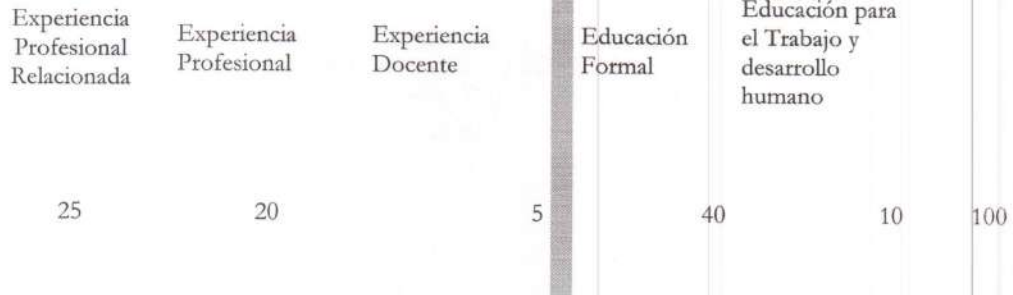 Experiencia
Profesional
Relacionada
Experiencia
Profesional
Experiencia
Docente
Educación
Formal
Educación para
el Trabajo y
desarrollo
humano
25 20 5 40 10 100